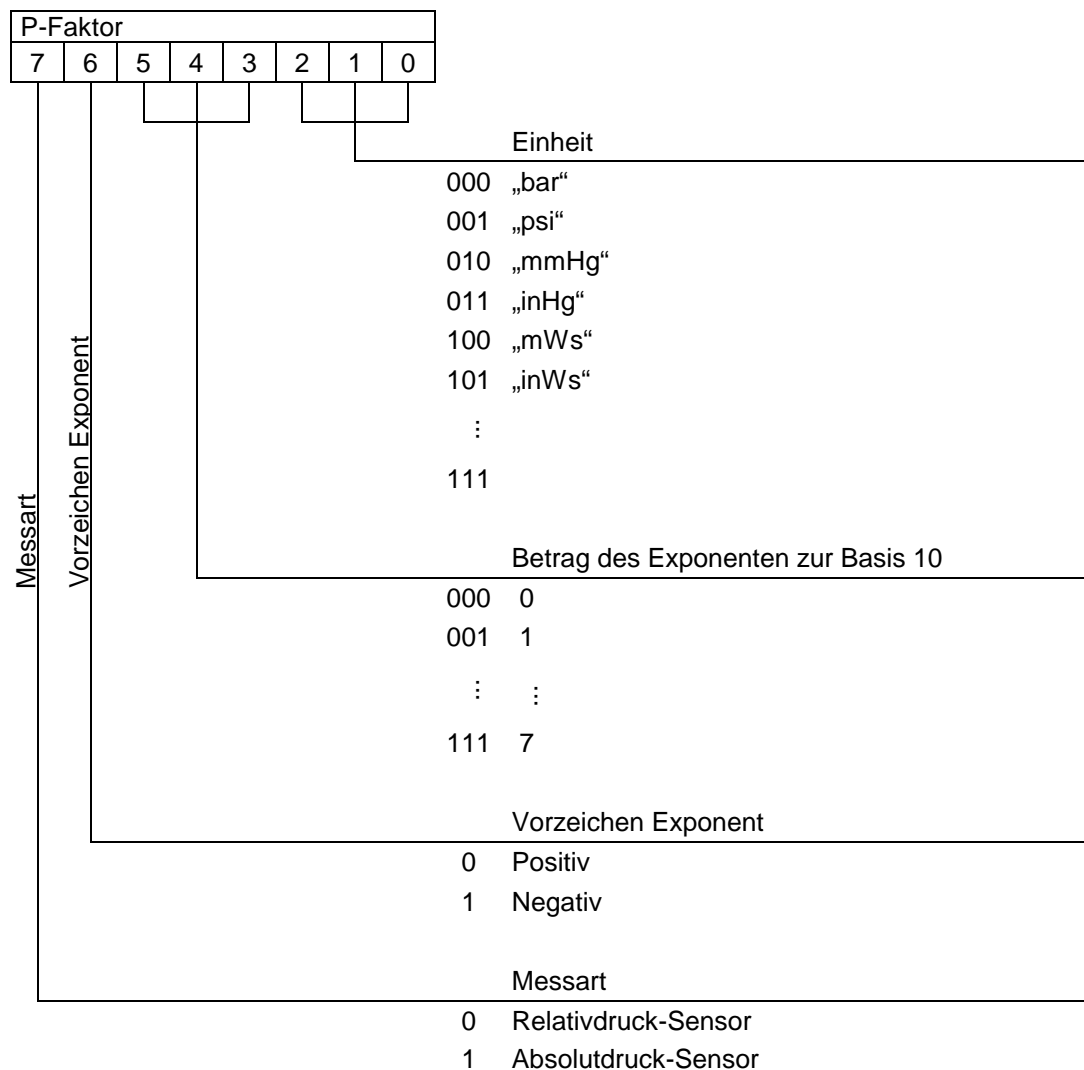 P-Faktor
7 6 5 4 3 2 1 0
Einheit
000 „bar“
001 „psi“
010 „mmHg“
011 „inHg“
100 „mWs“
101 „inWs“
⋮
111
Betrag des Exponenten zur Basis 10
000 0
001 1
⋮ ⋮
111 7
Vorzeichen Exponent
0 Positiv
1 Negativ
Messart
0 Relativdruck-Sensor
1 Absolutdruck-Sensor
Messart
Vorzeichen Exponent